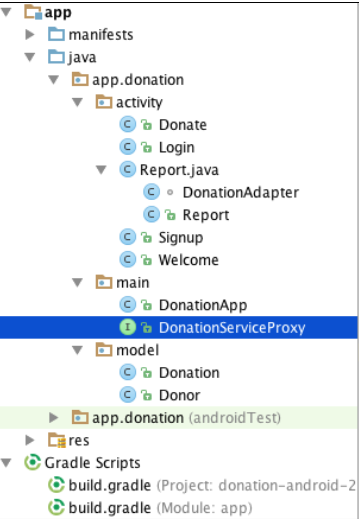 app
manifests
java
app.donation
activity
Donate
Login
Report.java
DonationAdapter
Report
Signup
Welcome
main
DonationApp
DonationServiceProxy
model
Donation
Donor
app.donation (androidTest)
res
Gradle Scripts
build.gradle (Project: donation-android-2
build.gradle (Module: app)